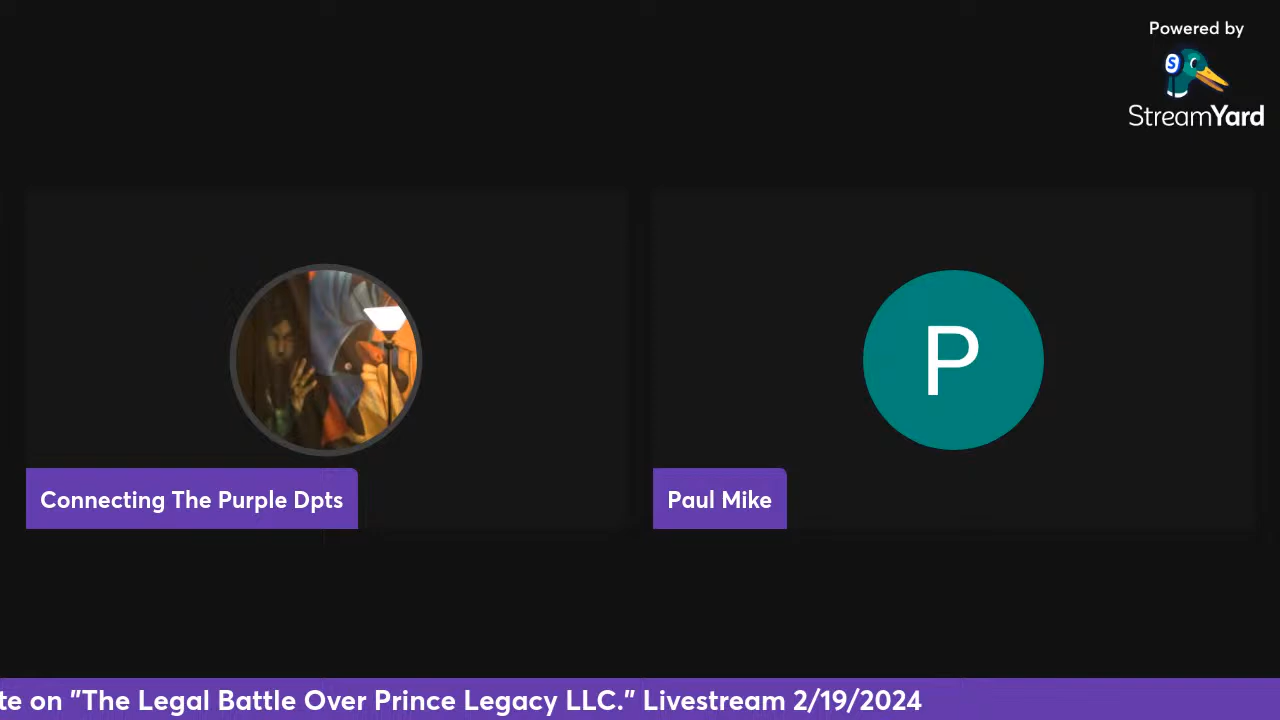 Powered by
S
StreamYard
P
Connecting The Purple Dpts
Paul Mike
te on "The Legal Battle Over Prince Legacy LLC." Livestream 2/19/2024